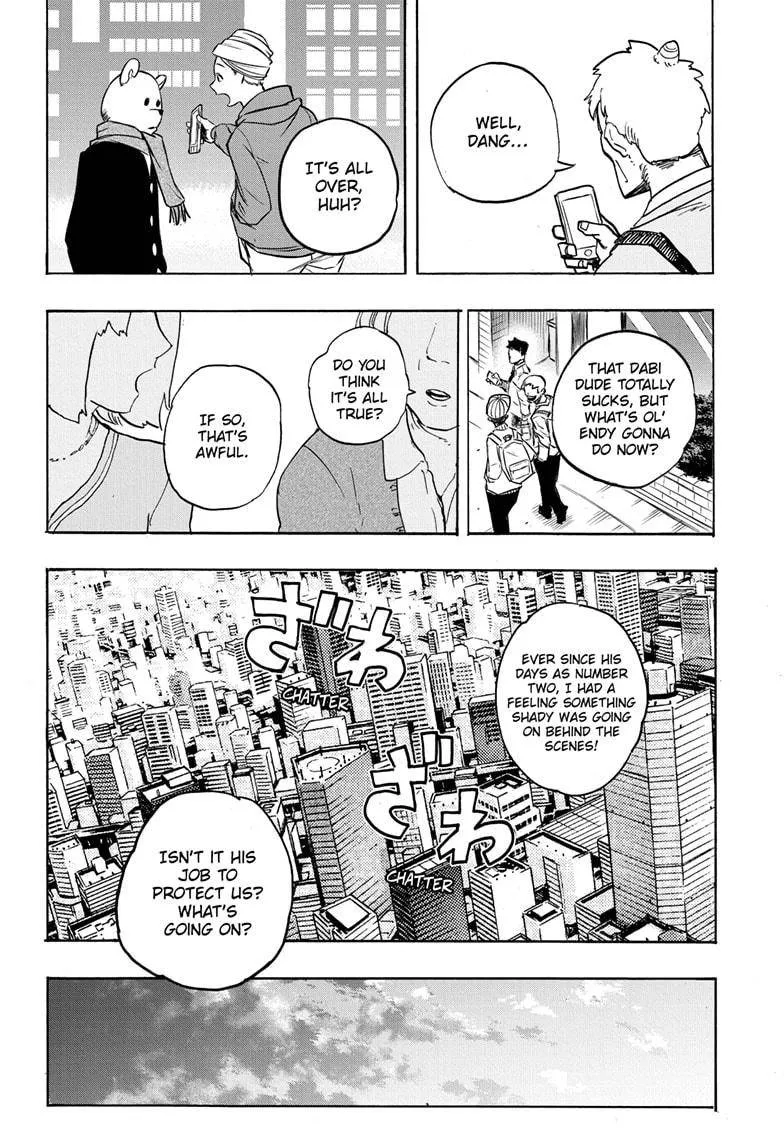 WELL,
DANG...
IT'S ALL
OVER,
HUH?
THAT DABI
DUDE TOTALLY
SUCKS, BUT
WHAT'S OL'
ENDY GONNA
DO NOW?
DO YOU
THINK
IT'S ALL
TRUE?
IF SO,
THAT'S
AWFUL.
EVER SINCE HIS
DAYS AS NUMBER
TWO, I HAD A
FEELING SOMETHING
SHADY WAS GOING
ON BEHIND THE
SCENES!
ざわ
CHATTER
ざわ
CHATTER
ISN'T IT HIS
JOB TO
PROTECT US?
WHAT'S
GOING ON?